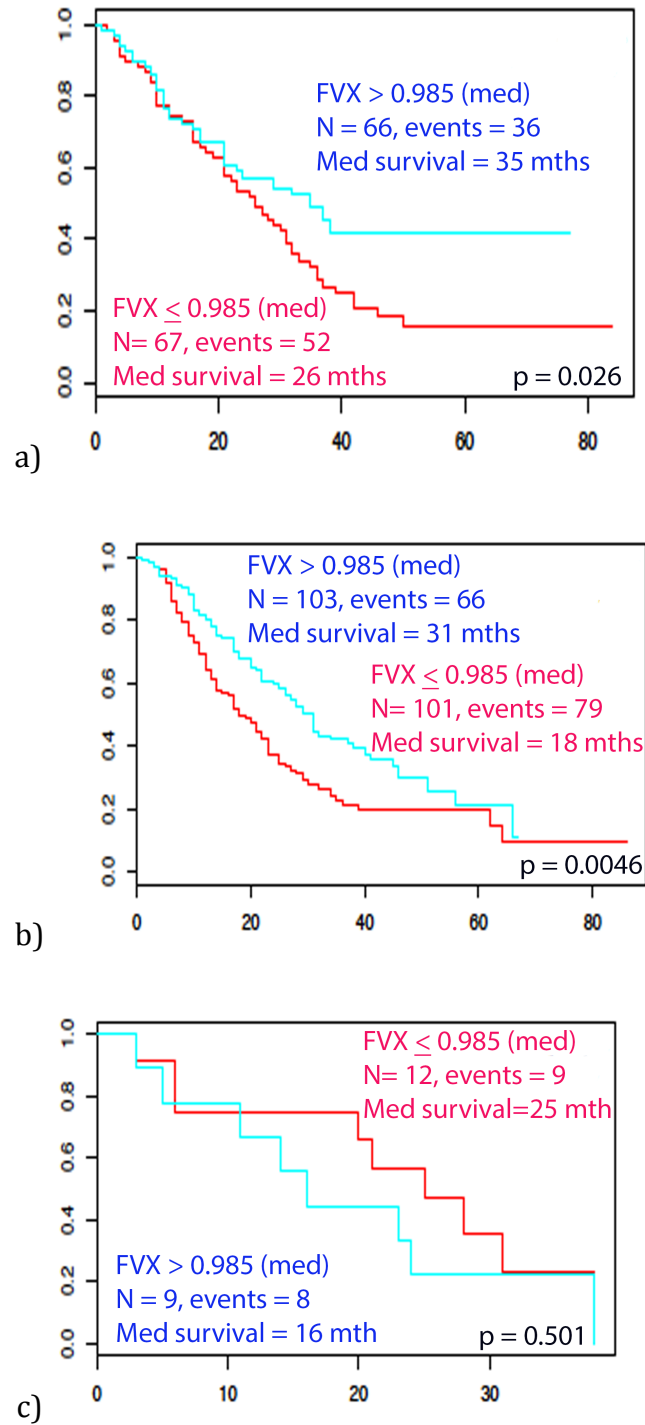 1.0
0.8
0.6
0.4
0.2
0.0
FVX > 0.985 (med)
N = 66, events = 36
Med survival = 35 mths
FVX ≤ 0.985 (med)
N= 67, events = 52
Med survival = 26 mths
p = 0.026
0 20 40 60 80
a)
1.0
0.8
0.6
0.4
0.2
0.0
FVX > 0.985 (med)
N = 103, events = 66
Med survival = 31 mths
FVX ≤ 0.985 (med)
N= 101, events = 79
Med survival = 18 mths
p = 0.0046
0 20 40 60 80
b)
1.0
0.8
0.6
0.4
0.2
0.0
FVX ≤ 0.985 (med)
N= 12, events = 9
Med survival=25 mth
FVX > 0.985 (med)
N = 9, events = 8
Med survival = 16 mth
p = 0.501
0 10 20 30
c)